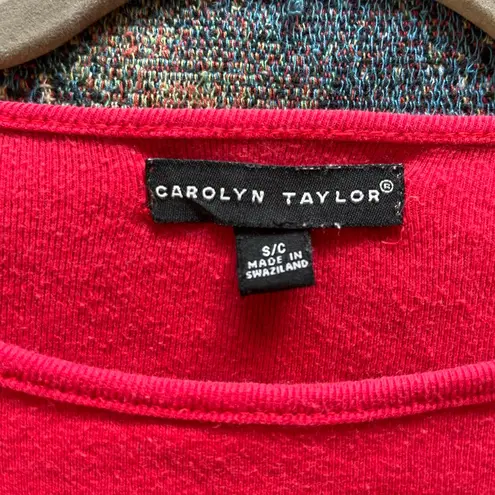 CAROLYN TAYLOR®
S/C
MADE IN
SWAZILAND